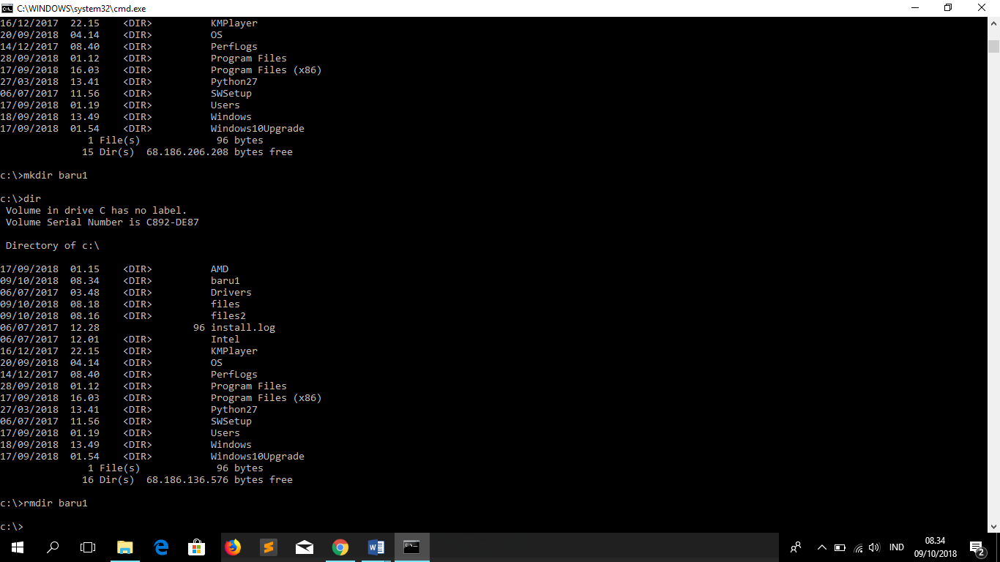 C:\WINDOWS\system32\cmd.exe
16/12/2017  22.15    <DIR>          KMPlayer
20/09/2018  04.14    <DIR>          OS
14/12/2017  08.40    <DIR>          PerfLogs
28/09/2018  01.12    <DIR>          Program Files
17/09/2018  16.03    <DIR>          Program Files (x86)
27/03/2018  13.41    <DIR>          Python27
06/07/2017  11.56    <DIR>          SWSetup
17/09/2018  01.19    <DIR>          Users
18/09/2018  13.49    <DIR>          Windows
17/09/2018  01.54    <DIR>          Windows10Upgrade
               1 File(s)             96 bytes
              15 Dir(s)  68.186.206.208 bytes free
c:\>mkdir baru1
c:\>dir
 Volume in drive C has no label.
 Volume Serial Number is C892-DE87
 Directory of c:\
17/09/2018  01.15    <DIR>          AMD
09/10/2018  08.34    <DIR>          baru1
06/07/2017  03.48    <DIR>          Drivers
09/10/2018  08.18    <DIR>          files
09/10/2018  08.16    <DIR>          files2
06/07/2017  12.28                96 install.log
06/07/2017  12.01    <DIR>          Intel
16/12/2017  22.15    <DIR>          KMPlayer
20/09/2018  04.14    <DIR>          OS
14/12/2017  08.40    <DIR>          PerfLogs
28/09/2018  01.12    <DIR>          Program Files
17/09/2018  16.03    <DIR>          Program Files (x86)
27/03/2018  13.41    <DIR>          Python27
06/07/2017  11.56    <DIR>          SWSetup
17/09/2018  01.19    <DIR>          Users
18/09/2018  13.49    <DIR>          Windows
17/09/2018  01.54    <DIR>          Windows10Upgrade
               1 File(s)             96 bytes
              16 Dir(s)  68.186.136.576 bytes free
c:\>rmdir baru1
c:\>
IND
08.34
09/10/2018
2